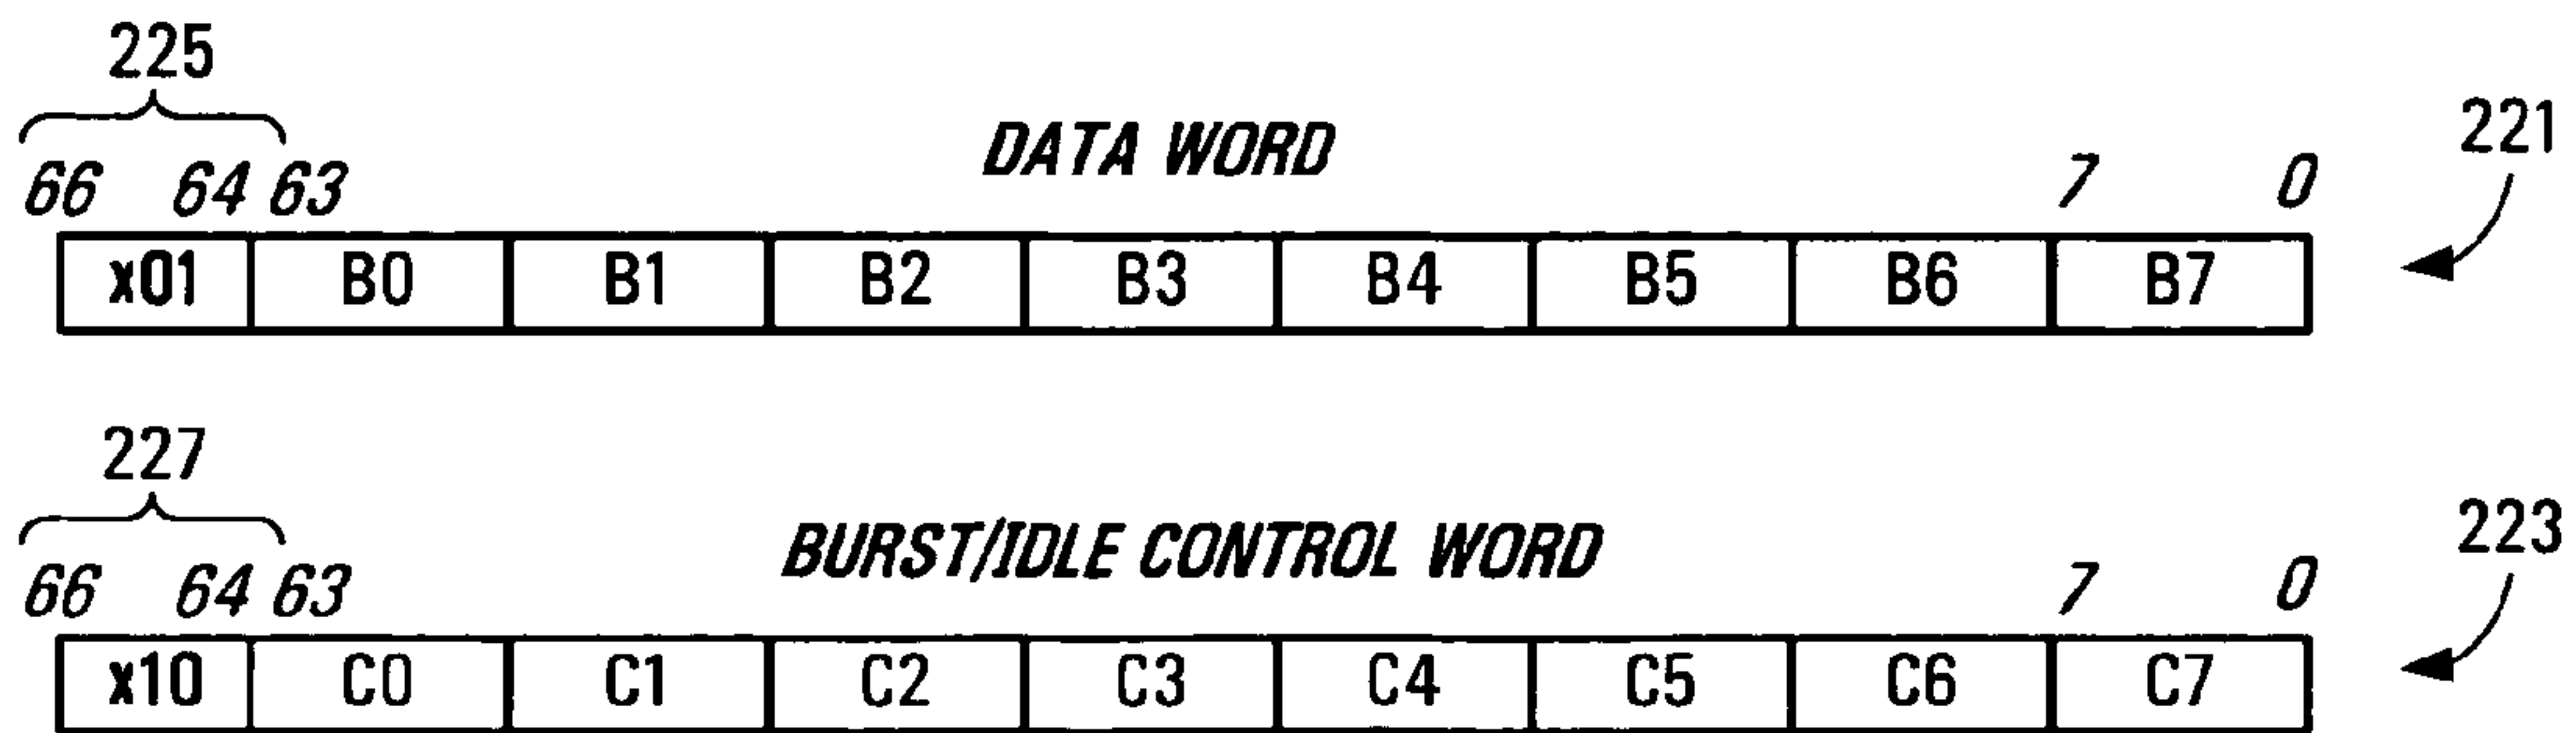 225
DATA WORD
221
66 64 63 7 0
x01 B0 B1 B2 B3 B4 B5 B6 B7
227
BURST/IDLE CONTROL WORD
223
66 64 63 7 0
x10 C0 C1 C2 C3 C4 C5 C6 C7